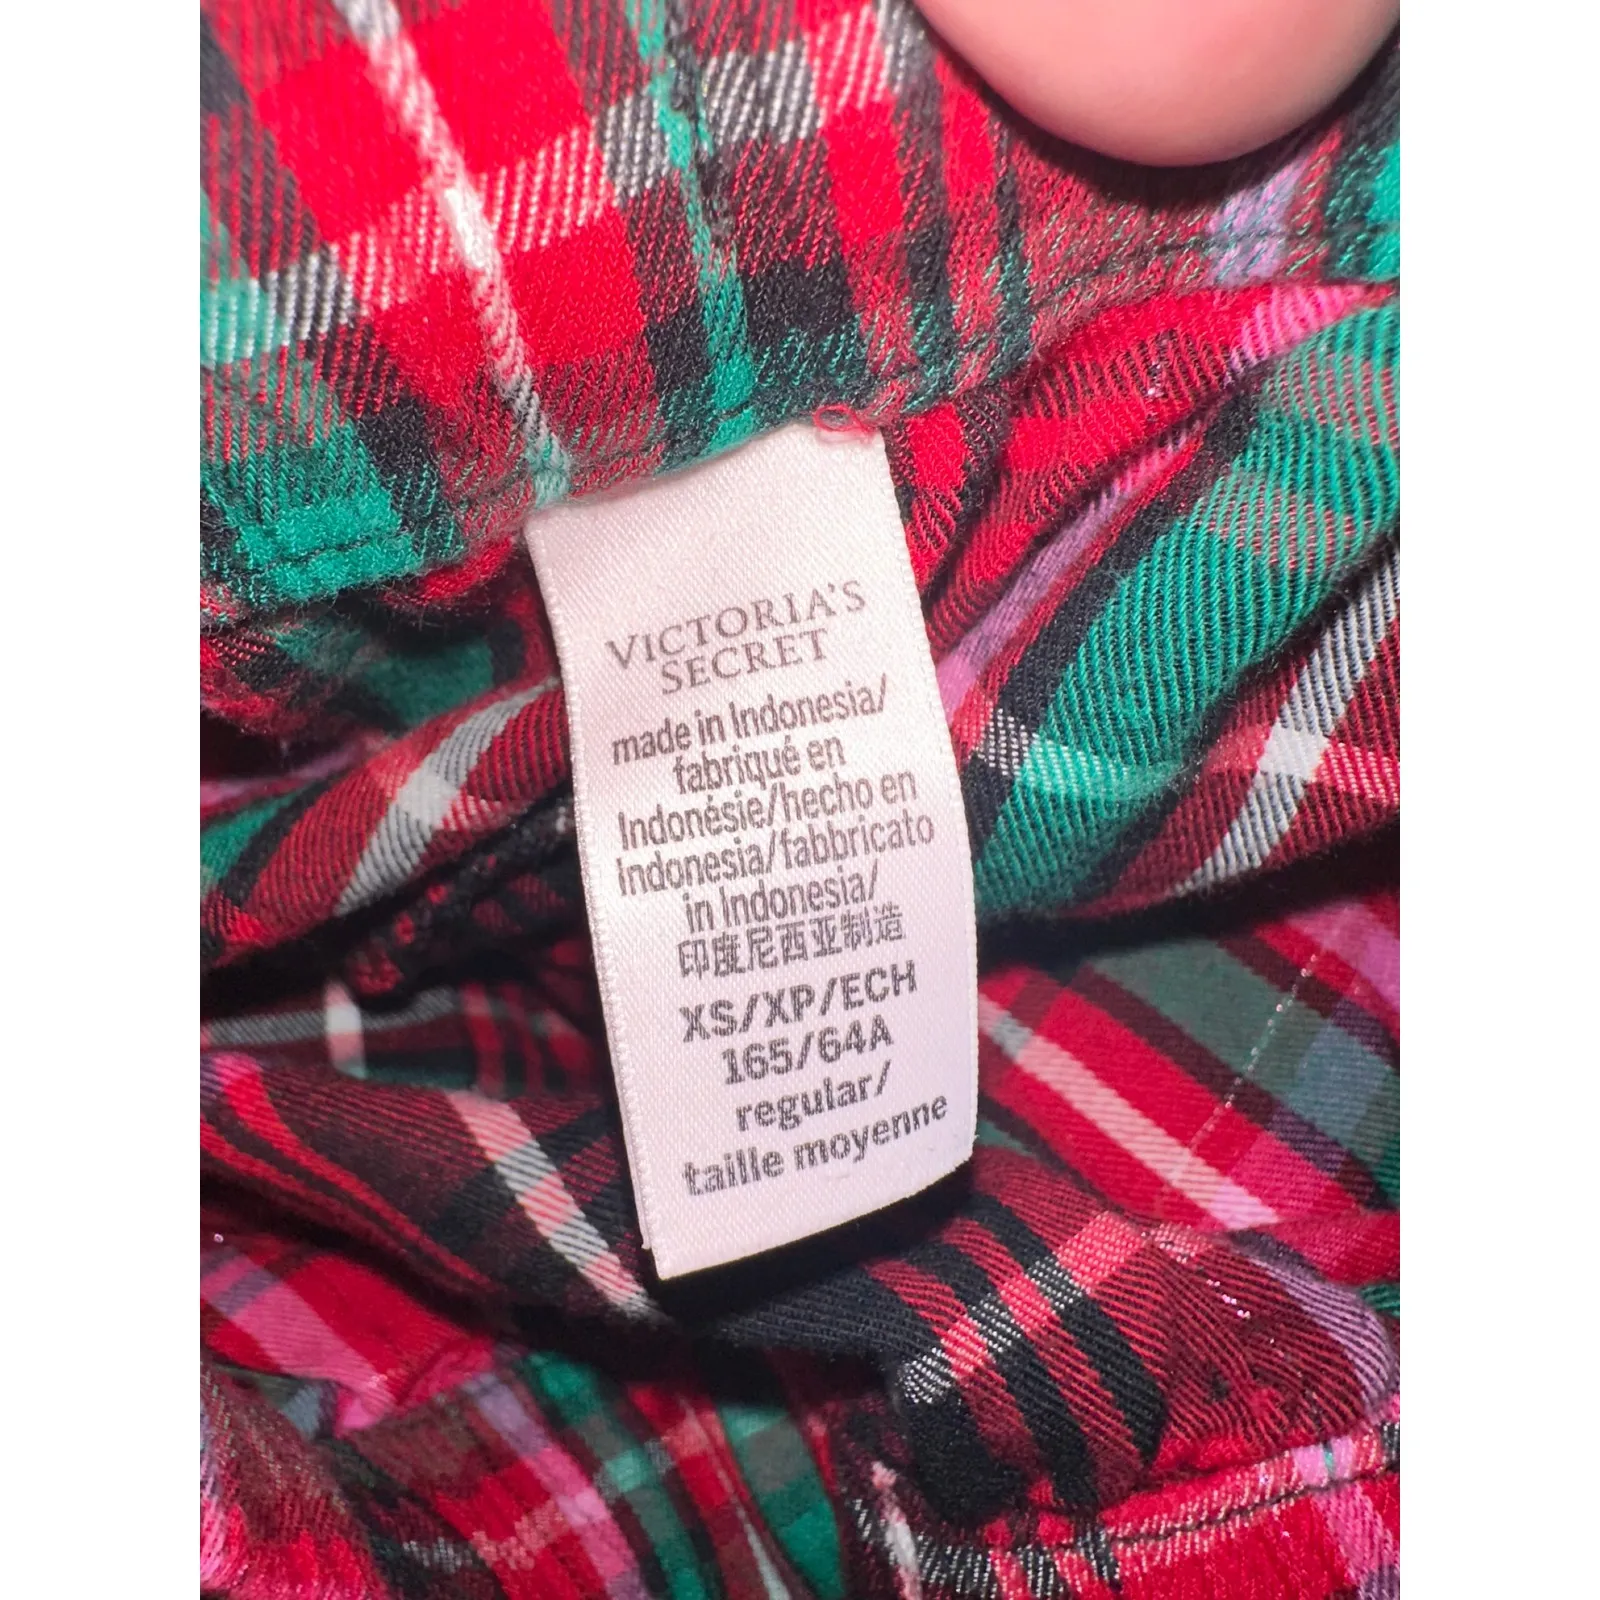 VICTORIA'S
SECRET
made in Indonesia/
fabriqué en
Indonésie/hecho en
Indonesia/fabbricato
in Indonesia/
印度尼西亚制造
XS/XP/ECH
165/64A
regular/
taille moyenne